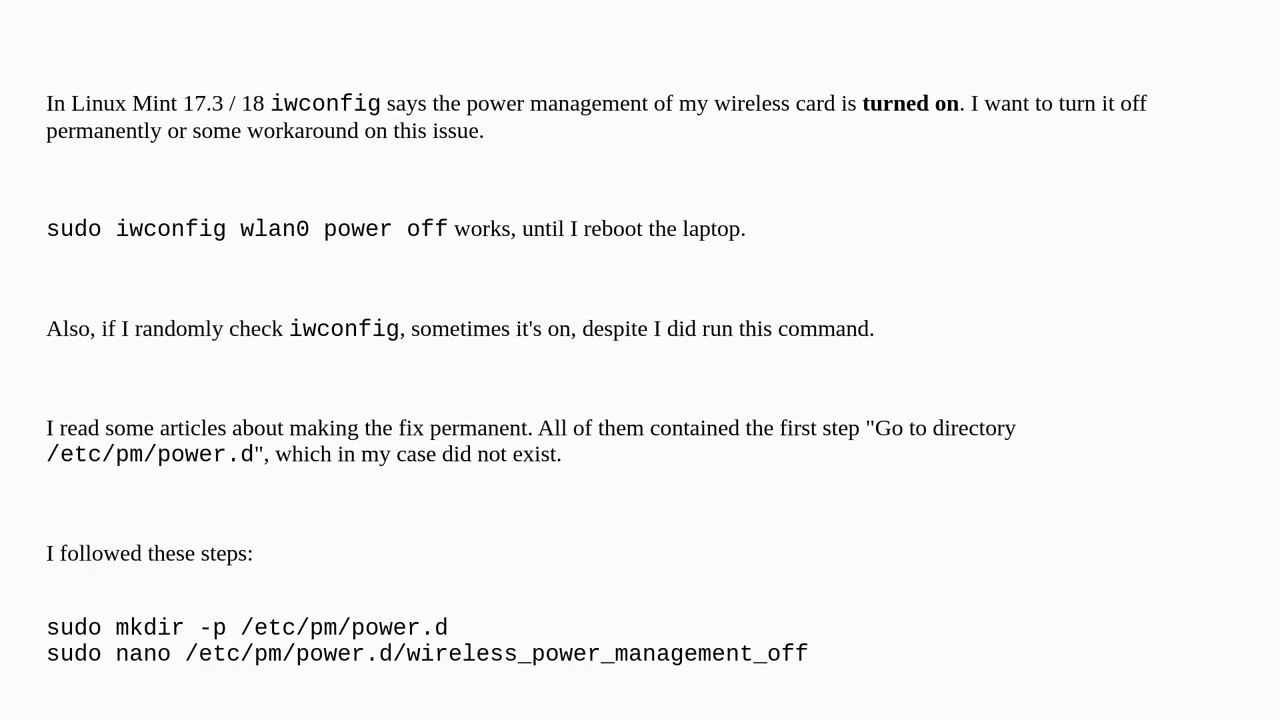 In Linux Mint 17.3 / 18 iwconfig says the power management of my wireless card is turned on. I want to turn it off
permanently or some workaround on this issue.
sudo iwconfig wlan0 power off works, until I reboot the laptop.
Also, if I randomly check iwconfig, sometimes it's on, despite I did run this command.
I read some articles about making the fix permanent. All of them contained the first step "Go to directory
/etc/pm/power.d", which in my case did not exist.
I followed these steps:
sudo mkdir -p /etc/pm/power.d
sudo nano /etc/pm/power.d/wireless_power_management_off